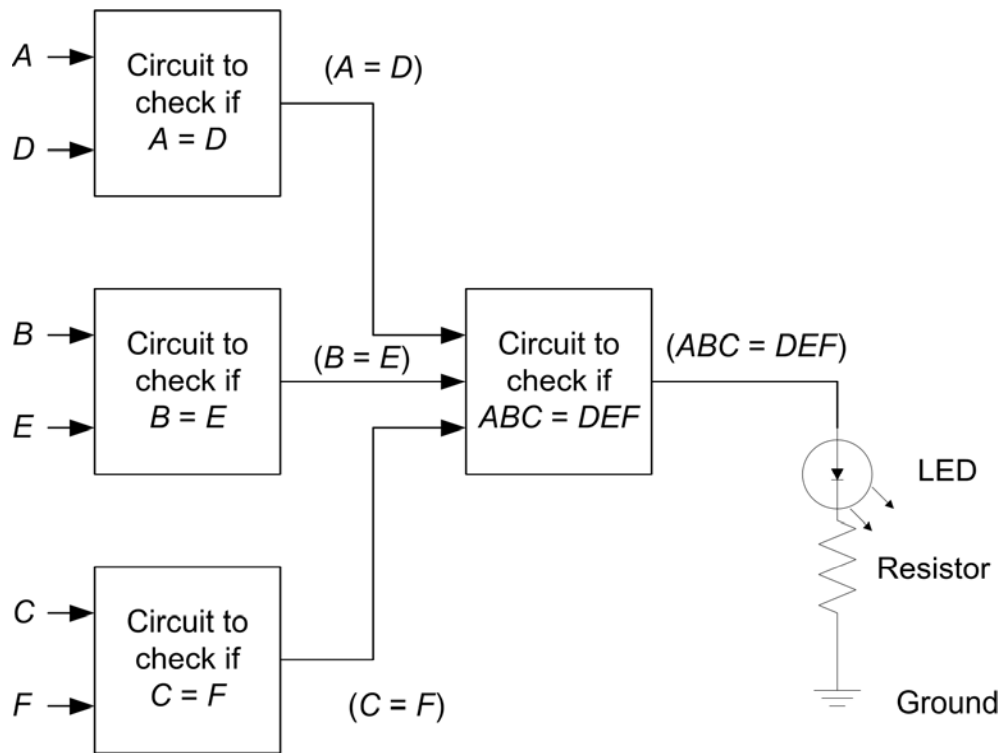 A
D
Circuit to
check if
A = D
(A = D)
B
E
Circuit to
check if
B = E
(B = E)
C
F
Circuit to
check if
C = F
(C = F)
Circuit to
check if
ABC = DEF
(ABC = DEF)
LED
Resistor
Ground